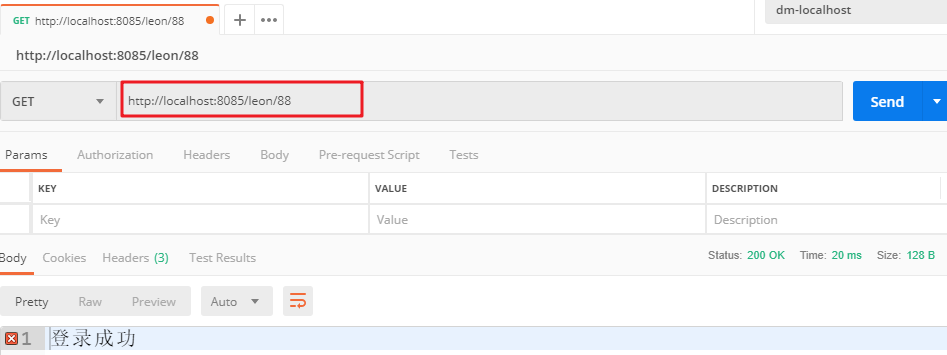 GET http://localhost:8085/leon/88
dm-localhost
http://localhost:8085/leon/88
GET http://localhost:8085/leon/88 Send
Params Authorization Headers Body Pre-request Script Tests
KEY VALUE DESCRIPTION
Key Value Description
Body Cookies Headers (3) Test Results Status: 200 OK Time: 20 ms Size: 128 B
Pretty Raw Preview Auto
1 登录成功